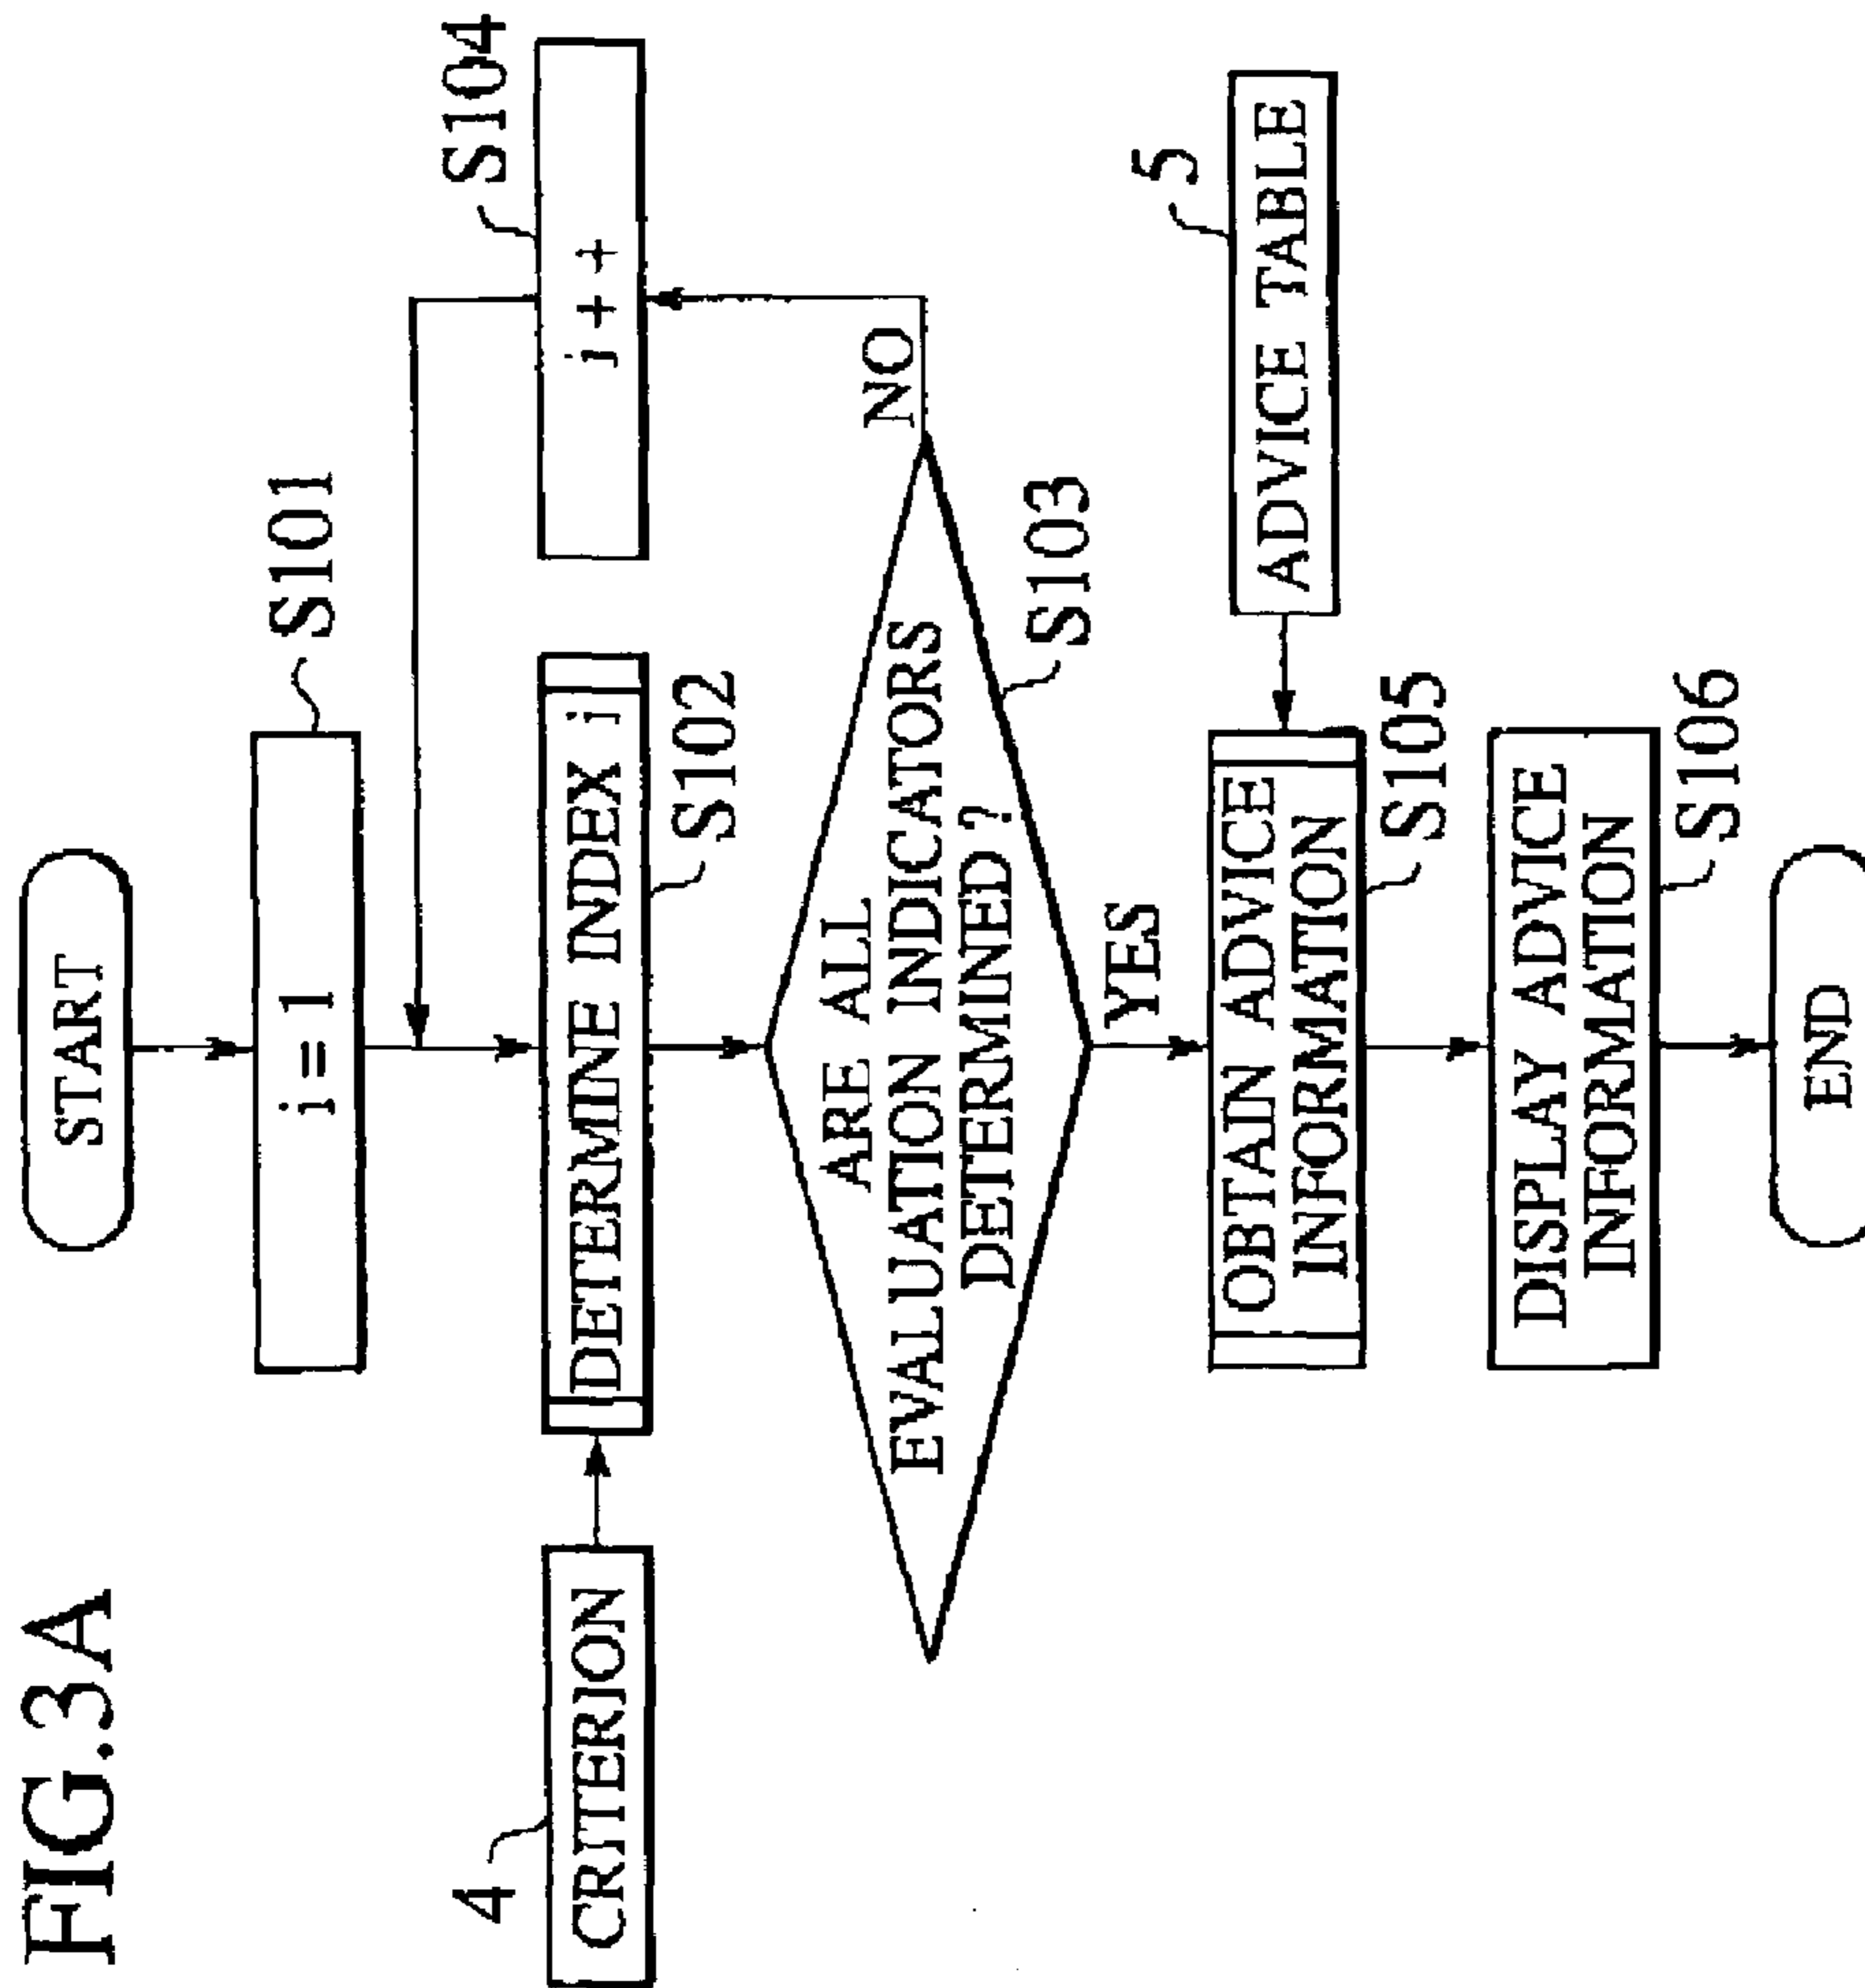 FIG.3A
START
j = 1
S101
4
CRITERION
DETERMINE INDEX j
S102
j + +
S104
ARE ALL
EVALUATION INDICATORS
DETERMINED?
S103
NO
YES
OBTAIN ADVICE
INFORMATION
S105
ADVICE TABLE
5
DISPLAY ADVICE
INFORMATION
S106
END